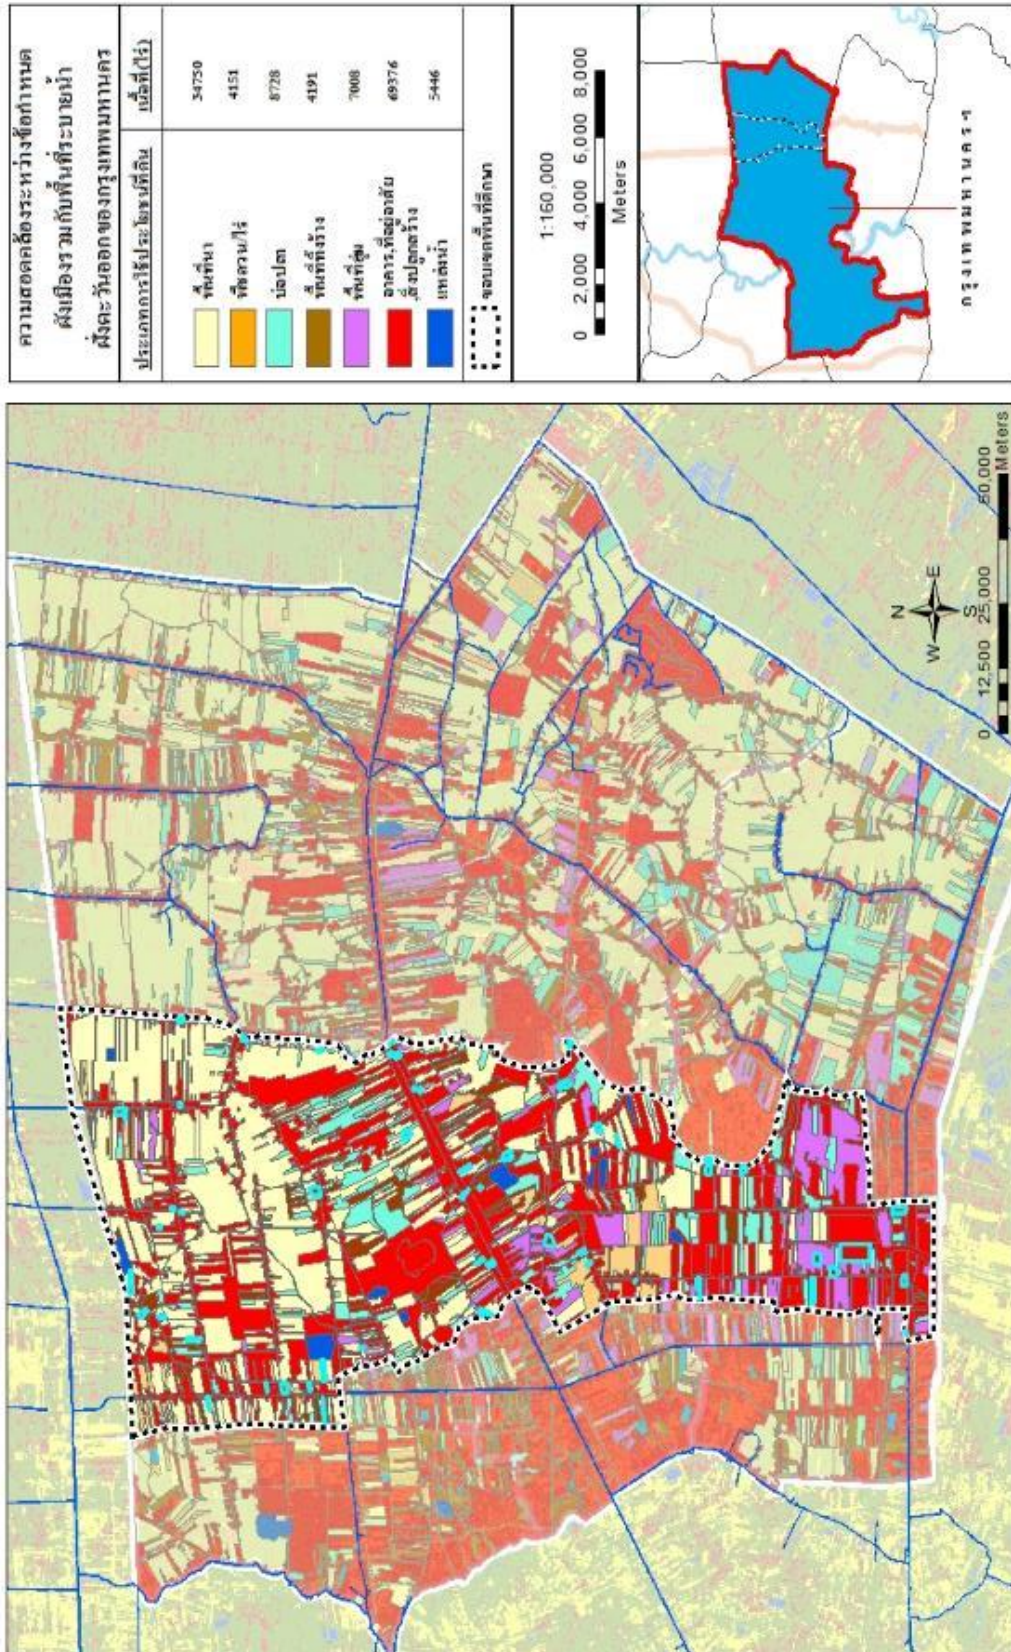 ความสอดคล้องระหว่างข้อกำหนด
ผังเมืองรวมกับพื้นที่ระบายน้ำ
ฝั่งตะวันออกของกรุงเทพมหานคร
ประเภทการใช้ประโยชน์ที่ดิน เนื้อที่(ไร่)
พื้นที่นา 34750
พืชสวน/ไร่ 4151
บ่อปลา 8728
พื้นที่ทิ้งร้าง 4191
พื้นที่ลุ่ม 7008
อาคาร,ที่อยู่อาศัย
,สิ่งปลูกสร้าง 69376
แหล่งน้ำ 5446
ขอบเขตพื้นที่ศึกษา
1:160,000
0 2,000 4,000 6,000 8,000
Meters
กรุงเทพมหานครฯ
N
W E
S
0 12,500 25,000 50,000
Meters